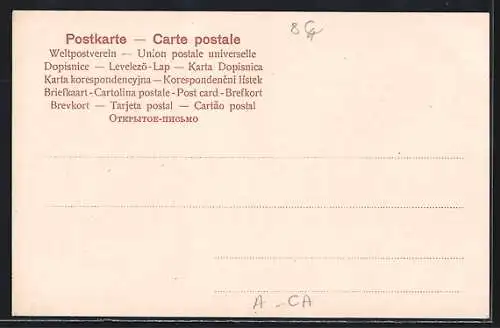 Postkarte — Carte postale
Weltpostverein — Union postale universelle
Dopisnice — Levelező-Lap — Karta Dopisnica
Karta korespondencyjna — Korespondenční lístek
Briefkaart - Cartolina postale - Post card - Brefkort
Brevkort — Tarjeta postal — Cartão postal
ОТКРЫТОЕ-ПИСЬМО
A - CA